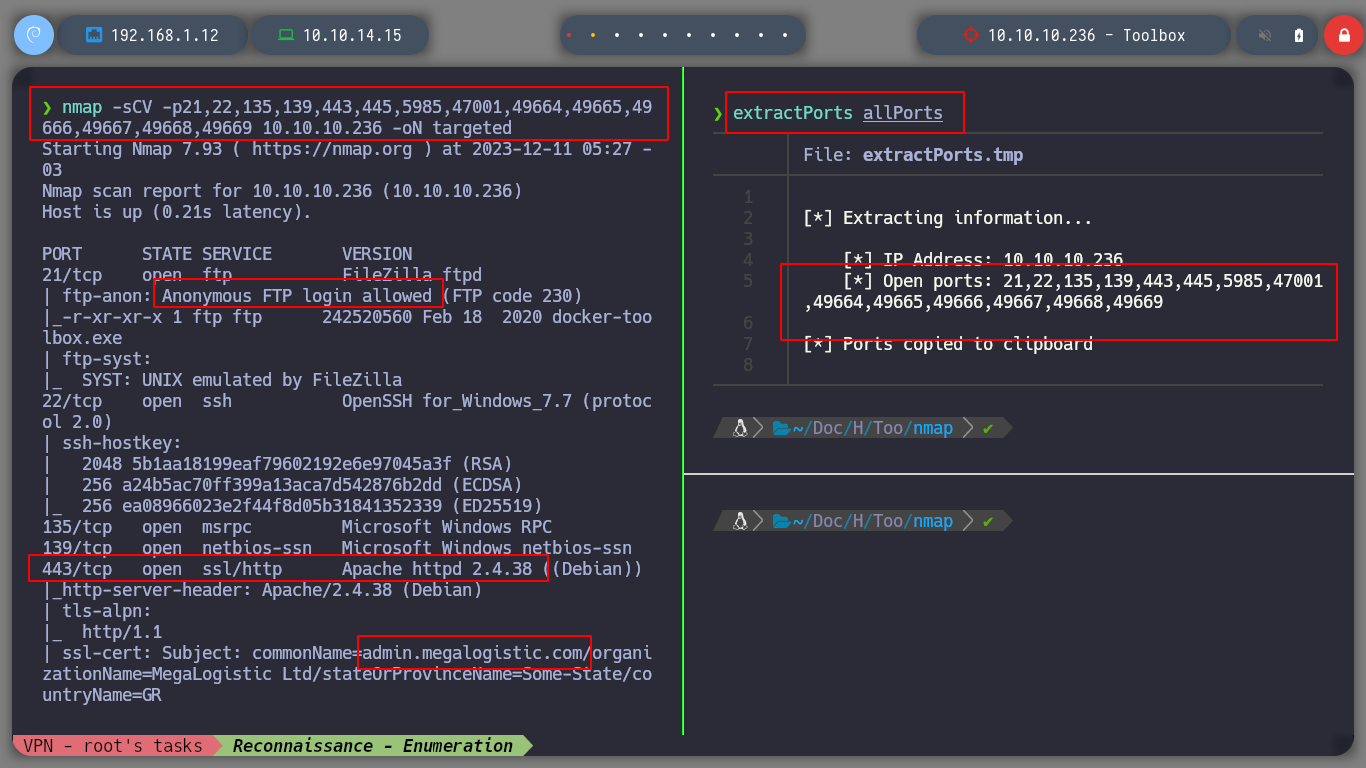 192.168.1.12
10.10.14.15
10.10.10.236 - Toolbox
❯ nmap -sCV -p21,22,135,139,443,445,5985,47001,49664,49665,49
666,49667,49668,49669 10.10.10.236 -oN targeted
Starting Nmap 7.93 ( https://nmap.org ) at 2023-12-11 05:27 -
03
Nmap scan report for 10.10.10.236 (10.10.10.236)
Host is up (0.21s latency).
PORT      STATE SERVICE       VERSION
21/tcp    open  ftp           FileZilla ftpd
| ftp-anon: Anonymous FTP login allowed (FTP code 230)
|_-r-xr-xr-x 1 ftp ftp      242520560 Feb 18  2020 docker-too
lbox.exe
| ftp-syst:
|_  SYST: UNIX emulated by FileZilla
22/tcp    open  ssh           OpenSSH for_Windows_7.7 (protoc
ol 2.0)
| ssh-hostkey:
|   2048 5b1aa18199eaf79602192e6e97045a3f (RSA)
|   256 a24b5ac70ff399a13aca7d542876b2dd (ECDSA)
|_  256 ea08966023e2f44f8d05b31841352339 (ED25519)
135/tcp   open  msrpc         Microsoft Windows RPC
139/tcp   open  netbios-ssn   Microsoft Windows netbios-ssn
443/tcp   open  ssl/http      Apache httpd 2.4.38 ((Debian))
|_http-server-header: Apache/2.4.38 (Debian)
| tls-alpn:
|_  http/1.1
| ssl-cert: Subject: commonName=admin.megalogistic.com/organi
zationName=MegaLogistic Ltd/stateOrProvinceName=Some-State/co
untryName=GR
❯ extractPorts allPorts
File: extractPorts.tmp
1
2 [*] Extracting information...
3
4 [*] IP Address: 10.10.10.236
5 [*] Open ports: 21,22,135,139,443,445,5985,47001
,49664,49665,49666,49667,49668,49669
6
7 [*] Ports copied to clipboard
8
~/Doc/H/Too/nmap ✔
~/Doc/H/Too/nmap ✔
VPN - root's tasks Reconnaissance - Enumeration